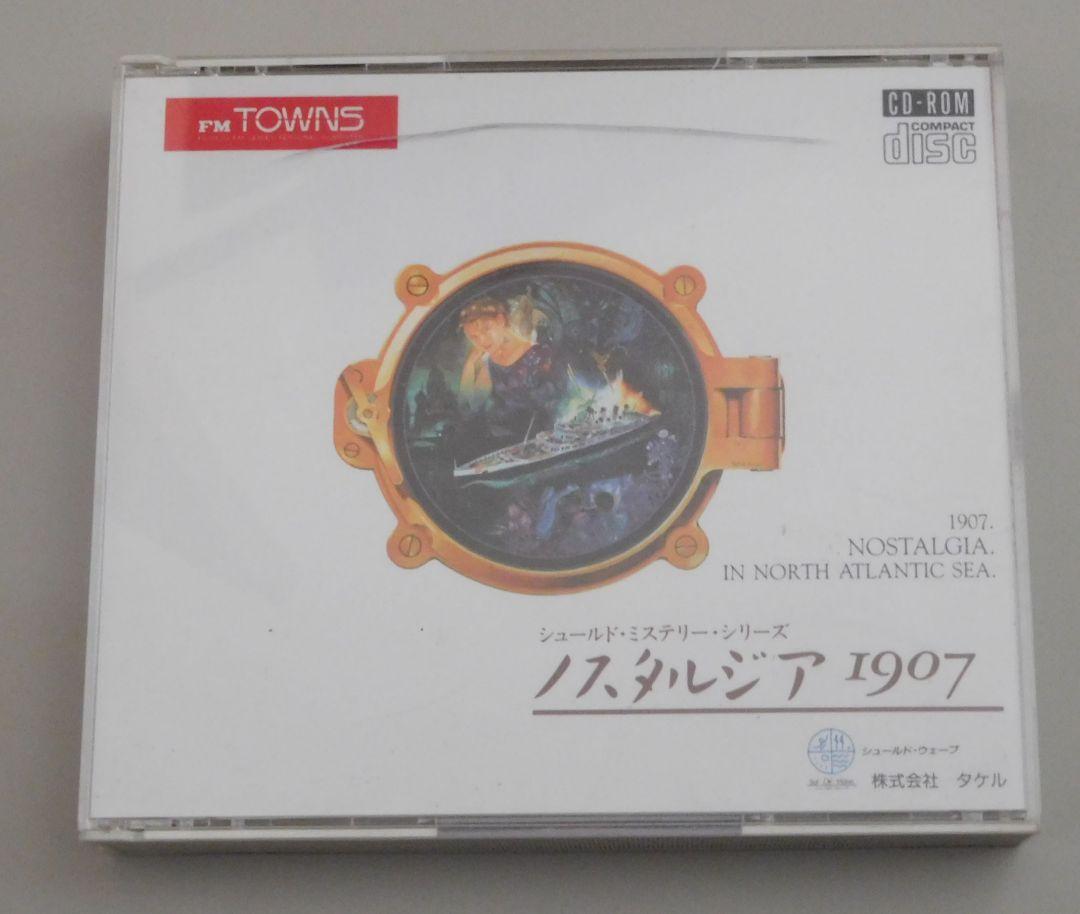 FM TOWNS
CD-ROM
COMPACT
disc
1907.
NOSTALGIA.
IN NORTH ATLANTIC SEA.
シュールド・ミステリー・シリーズ
ノスタルジア 1907
シュールド・ウェーブ
株式会社 タケル